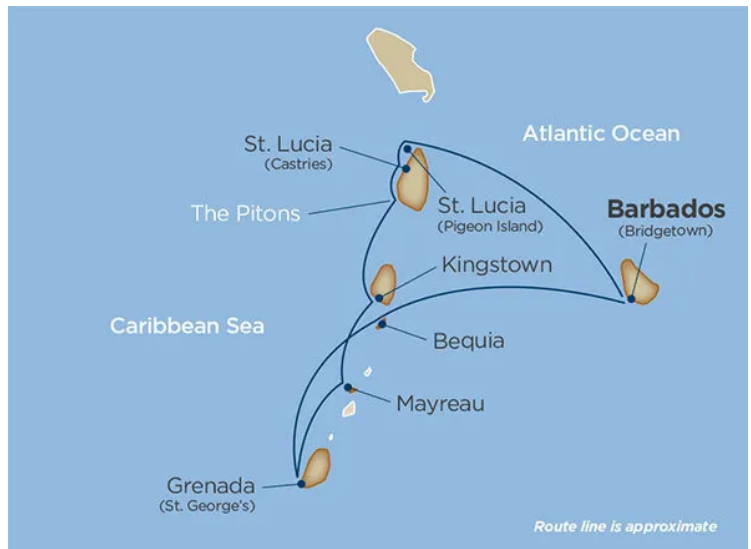 Atlantic Ocean
St. Lucia
(Castries)
The Pitons
St. Lucia
(Pigeon Island)
Barbados
(Bridgetown)
Kingstown
Caribbean Sea
Bequia
Mayreau
Grenada
(St. George's)
Route line is approximate